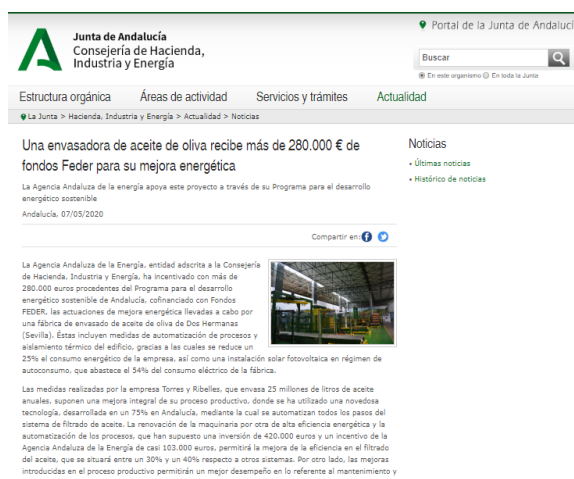 Portal de la Junta de Andalucí
Junta de Andalucía
Consejería de Hacienda,
Industria y Energía
Buscar
En este organismo En toda la Junta
Estructura orgánica Áreas de actividad Servicios y trámites Actualidad
La Junta > Hacienda, Industria y Energía > Actualidad > Noticias
Una envasadora de aceite de oliva recibe más de 280.000 € de
fondos Feder para su mejora energética
Noticias
Últimas noticias
Histórico de noticias
La Agencia Andaluza de la energía apoya este proyecto a través de su Programa para el desarrollo
energético sostenible
Andalucía, 07/05/2020
Compartir en:
La Agencia Andaluza de la Energía, entidad adscrita a la Consejería
de Hacienda, Industria y Energía, ha incentivado con más de
280.000 euros procedentes del Programa para el desarrollo
energético sostenible de Andalucía, cofinanciado con Fondos
FEDER, las actuaciones de mejora energética llevadas a cabo por
una fábrica de envasado de aceite de oliva de Dos Hermanas
(Sevilla). Éstas incluyen medidas de automatización de procesos y
aislamiento térmico del edificio, gracias a las cuales se reduce un
25% el consumo energético de la empresa, así como una instalación solar fotovoltaica en régimen de
autoconsumo, que abastece el 54% del consumo eléctrico de la fábrica.
Las medidas realizadas por la empresa Torres y Ribelles, que envasa 25 millones de litros de aceite
anuales, suponen una mejora integral de su proceso productivo, donde se ha utilizado una novedosa
tecnología, desarrollada en un 75% en Andalucía, mediante la cual se automatizan todos los pasos del
sistema de filtrado de aceite. La renovación de la maquinaria por otra de alta eficiencia energética y la
automatización de los procesos, que han supuesto una inversión de 420.000 euros y un incentivo de la
Agencia Andaluza de la Energía de casi 103.000 euros, permitirá la mejora de la eficiencia en el filtrado
del aceite, que se situará entre un 30% y un 40% respecto a otros sistemas. Por otro lado, las mejoras
introducidas en el proceso productivo permitirán un mejor desempeño en lo referente al mantenimiento y